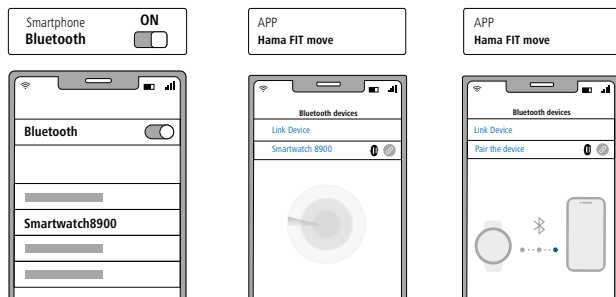 Smartphone
Bluetooth
ON
Bluetooth
Smartwatch8900
APP
Hama FIT move
Bluetooth devices
Link Device
Smartwatch 8900
APP
Hama FIT move
Bluetooth devices
Link Device
Pair the device